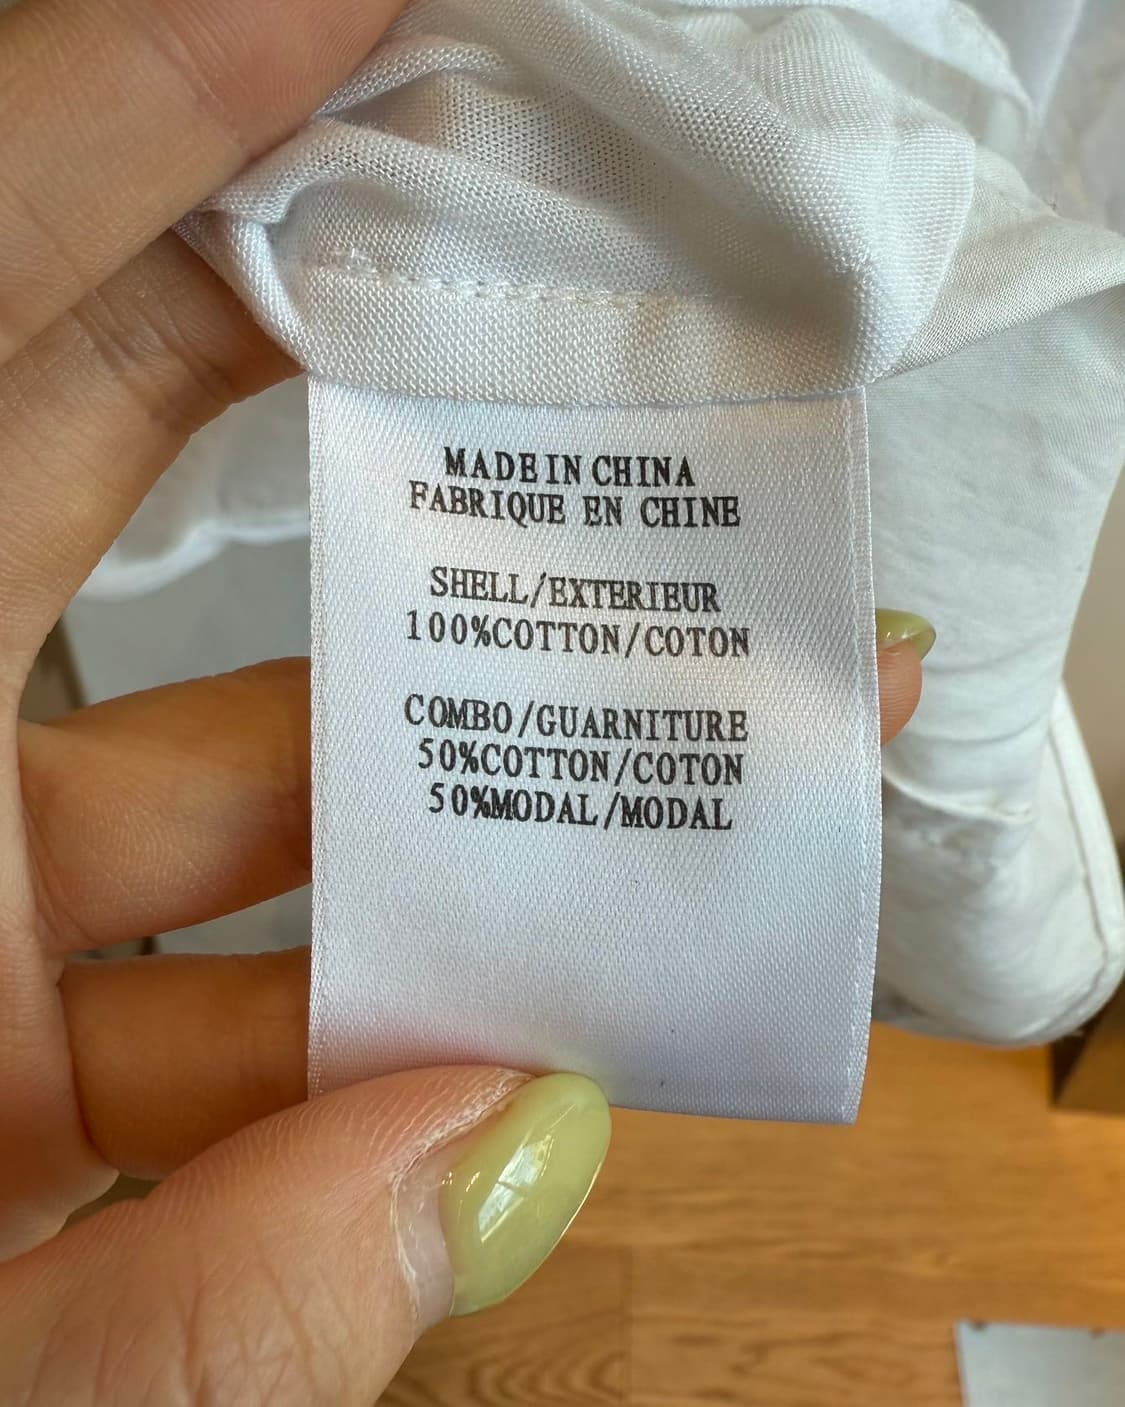 MADE IN CHINA
FABRIQUE EN CHINE
SHELL/EXTERIEUR
100%COTTON/COTON
COMBO/GUARNITURE
50%COTTON/COTON
50%MODAL/MODAL